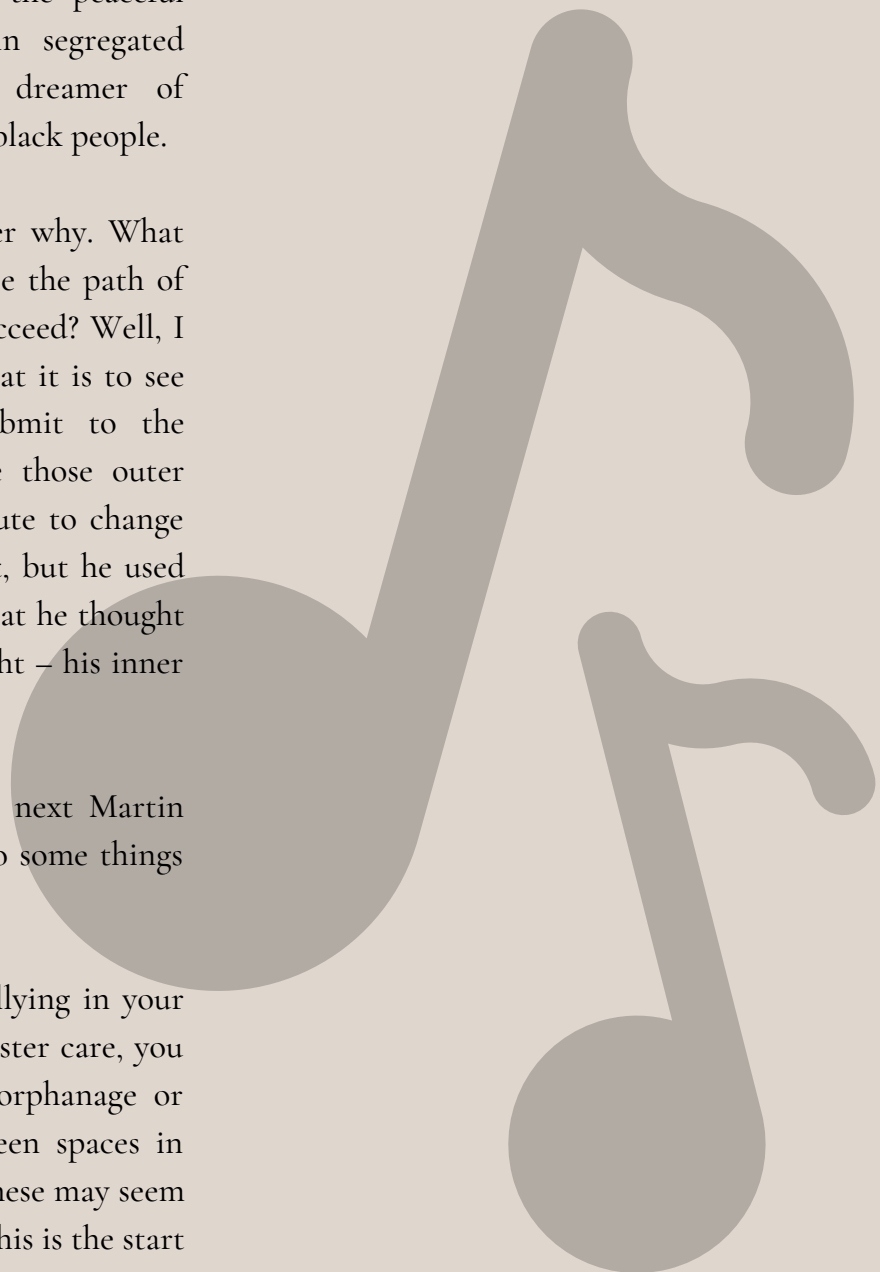 the peaceful
in segregated
dreamer of
black people.
er why. What
e the path of
cceed? Well, I
at it is to see
bmit to the
e those outer
ute to change
t, but he used
at he thought
ht – his inner
next Martin
o some things
llying in your
ster care, you
orphanage or
een spaces in
hese may seem
his is the start